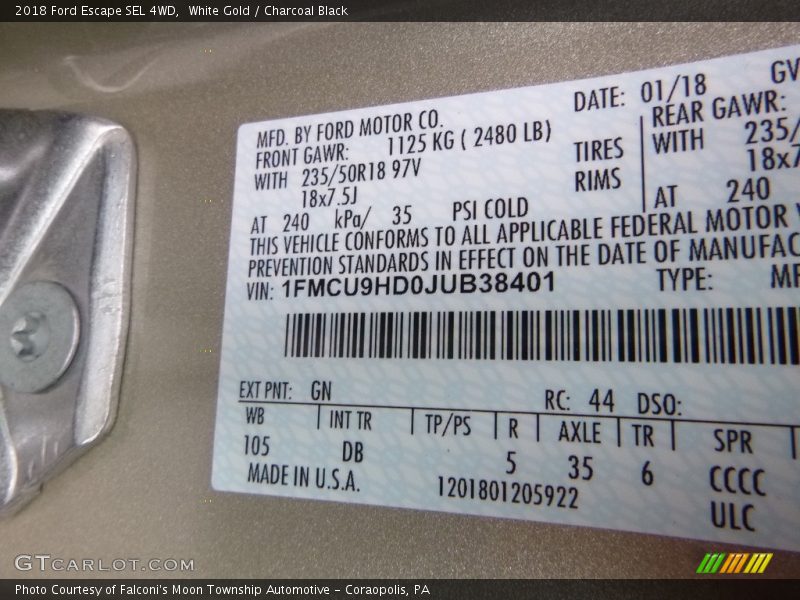 2018 Ford Escape SEL 4WD, White Gold / Charcoal Black
MFD. BY FORD MOTOR CO. DATE: 01/18 GV
FRONT GAWR: 1125 KG ( 2480 LB) REAR GAWR:
WITH 235/50R18 97V TIRES WITH 235/
18x7.5J RIMS 18x7
AT 240 kPa/ 35 PSI COLD AT 240
THIS VEHICLE CONFORMS TO ALL APPLICABLE FEDERAL MOTOR
PREVENTION STANDARDS IN EFFECT ON THE DATE OF MANUFAC
VIN: 1FMCU9HD0JUB38401 TYPE: MP
EXT PNT: GN RC: 44 DSO:
WB INT TR TP/PS R AXLE TR SPR
105 DB 5 35 6 CCCC
MADE IN U.S.A. 1201801205922 ULC
GTCARLOT.COM
Photo Courtesy of Falconi's Moon Township Automotive - Coraopolis, PA